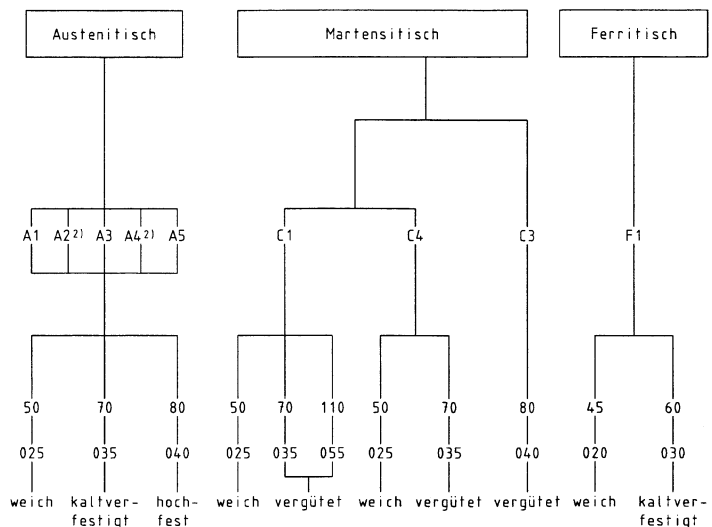 Austenitisch Martensitisch Ferritisch
A1 A2²⁾ A3 A4²⁾ A5 C1 C4 C3 F1
50 70 80 50 70 110 50 70 80 45 60
025 035 040 025 035 055 025 035 040 020 030
weich kaltver- hoch- weich vergütet weich vergütet vergütet weich kaltver-
festigt fest festigt